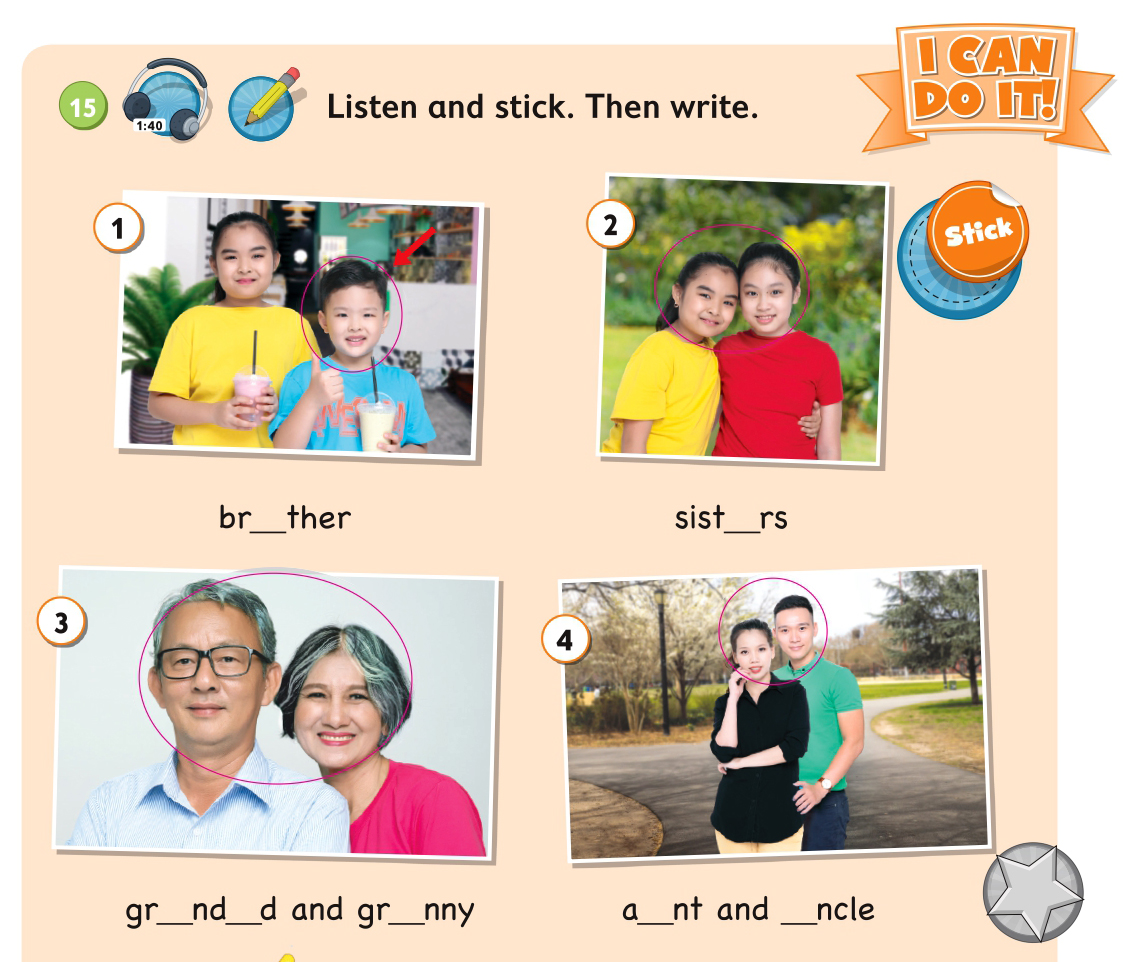 I CAN
DO IT!
15
1:40
Listen and stick. Then write.
1
2
Stick
br__ther
sist__rs
3
4
gr__nd__d and gr__nny
a__nt and __ncle